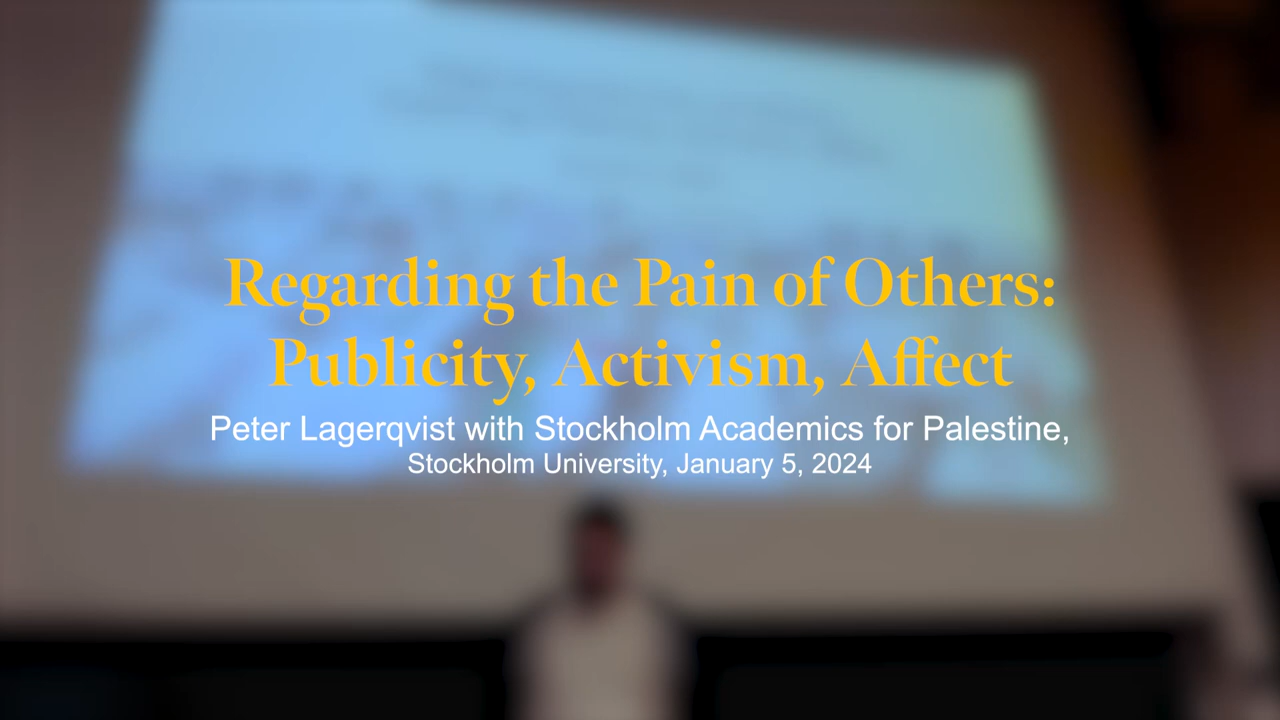 Regarding the Pain of Others:
Publicity, Activism, Affect
Peter Lagerqvist with Stockholm Academics for Palestine,
Stockholm University, January 5, 2024